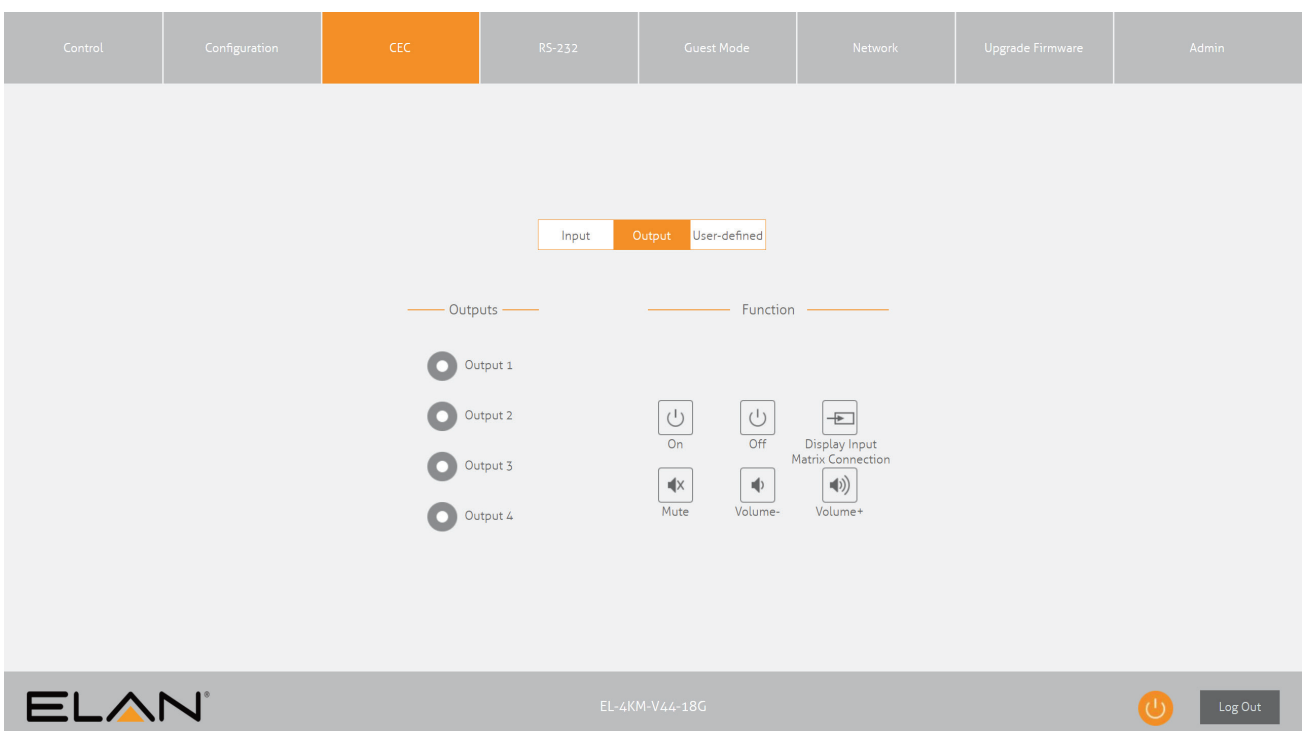 Control Configuration CEC RS-232 Guest Mode Network Upgrade Firmware Admin
Input Output User-defined
Outputs
Output 1
Output 2
Output 3
Output 4
Function
On Off Display Input
Matrix Connection
Mute Volume- Volume+
ELAN® EL-4KM-V44-18G Log Out